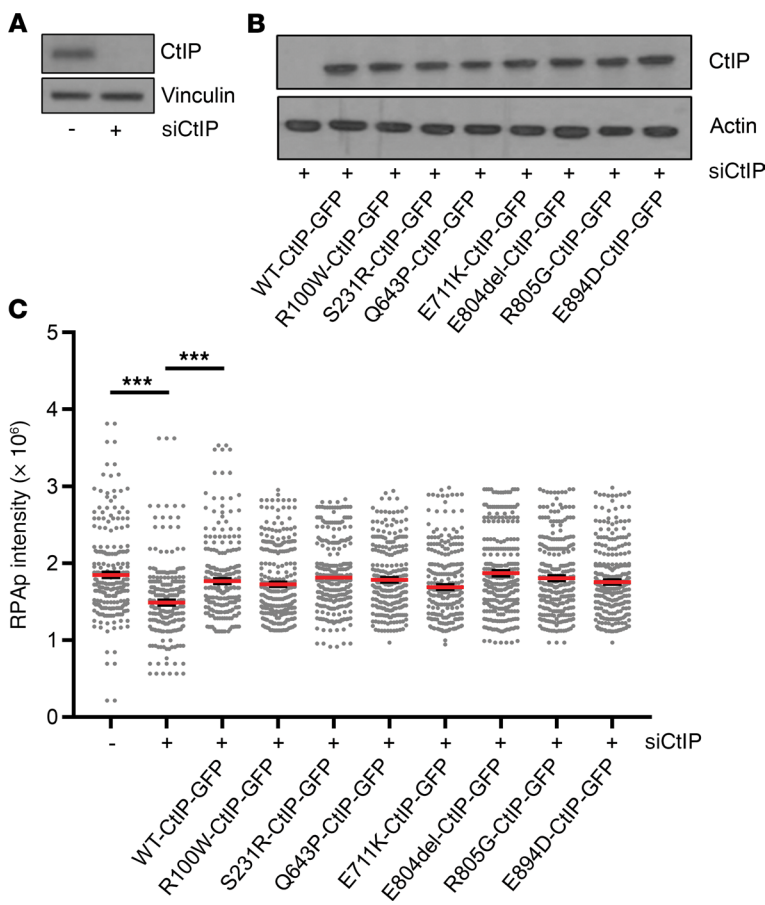 A
CtIP
Vinculin
- + siCtIP
B
CtIP
Actin
+ + + + + + + + + siCtIP
WT-CtIP-GFP
R100W-CtIP-GFP
S231R-CtIP-GFP
Q643P-CtIP-GFP
E711K-CtIP-GFP
E804del-CtIP-GFP
R805G-CtIP-GFP
E894D-CtIP-GFP
C
RPAp intensity (× 10⁶)
5
4
3
2
1
0
***
***
- + + + + + + + + + siCtIP
WT-CtIP-GFP
R100W-CtIP-GFP
S231R-CtIP-GFP
Q643P-CtIP-GFP
E711K-CtIP-GFP
E804del-CtIP-GFP
R805G-CtIP-GFP
E894D-CtIP-GFP